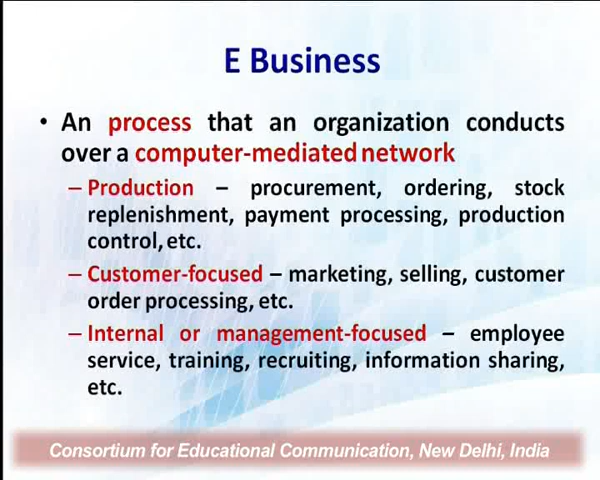 E Business
• An process that an organization conducts
over a computer-mediated network
– Production – procurement, ordering, stock
replenishment, payment processing, production
control, etc.
– Customer-focused – marketing, selling, customer
order processing, etc.
– Internal or management-focused – employee
service, training, recruiting, information sharing,
etc.
Consortium for Educational Communication, New Delhi, India